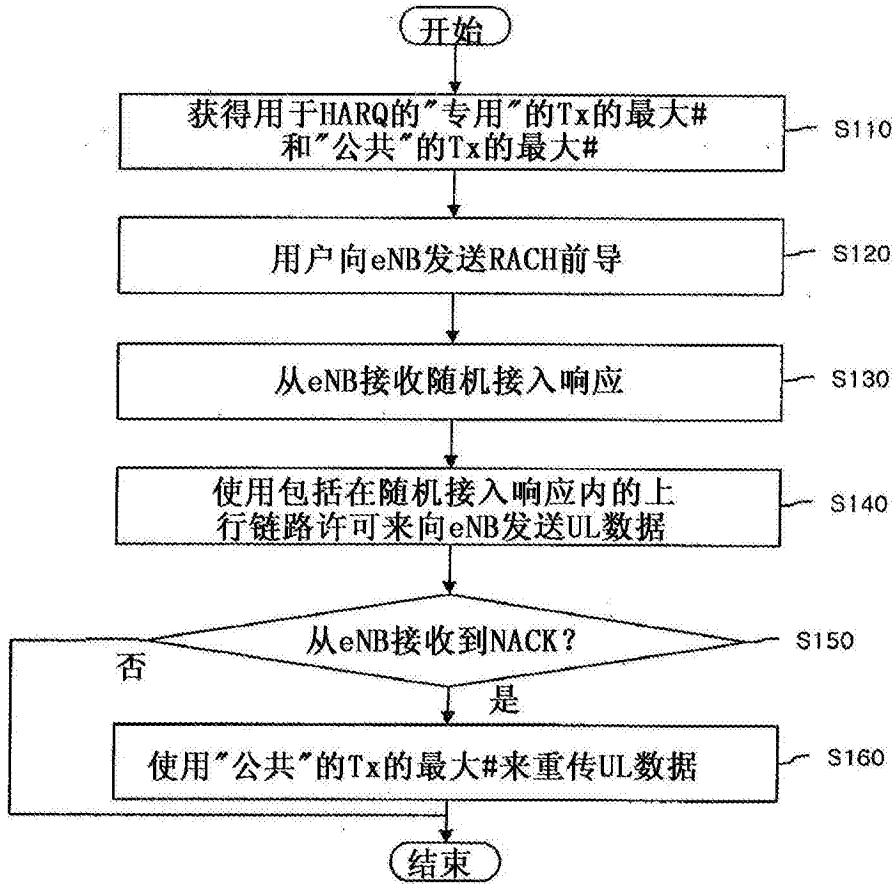 开始
获得用于HARQ的"专用"的Tx的最大#
和"公共"的Tx的最大#
S110
用户向eNB发送RACH前导
S120
从eNB接收随机接入响应
S130
使用包括在随机接入响应内的上
行链路许可来向eNB发送UL数据
S140
从eNB接收到NACK?
S150
否
是
使用"公共"的Tx的最大#来重传UL数据
S160
结束